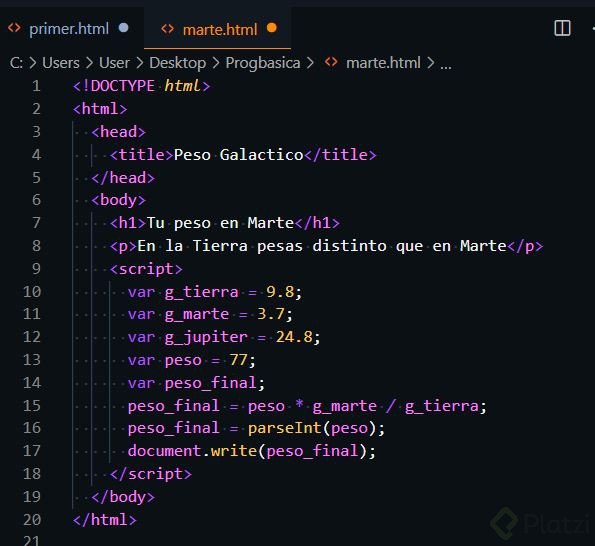 primer.html marte.html
C: > Users > User > Desktop > Progbasica > marte.html > ...
1 <!DOCTYPE html>
2 <html>
3 <head>
4 <title>Peso Galactico</title>
5 </head>
6 <body>
7 <h1>Tu peso en Marte</h1>
8 <p>En la Tierra pesas distinto que en Marte</p>
9 <script>
10 var g_tierra = 9.8;
11 var g_marte = 3.7;
12 var g_jupiter = 24.8;
13 var peso = 77;
14 var peso_final;
15 peso_final = peso * g_marte / g_tierra;
16 peso_final = parseInt(peso);
17 document.write(peso_final);
18 </script>
19 </body>
20 </html>
21
Platzi